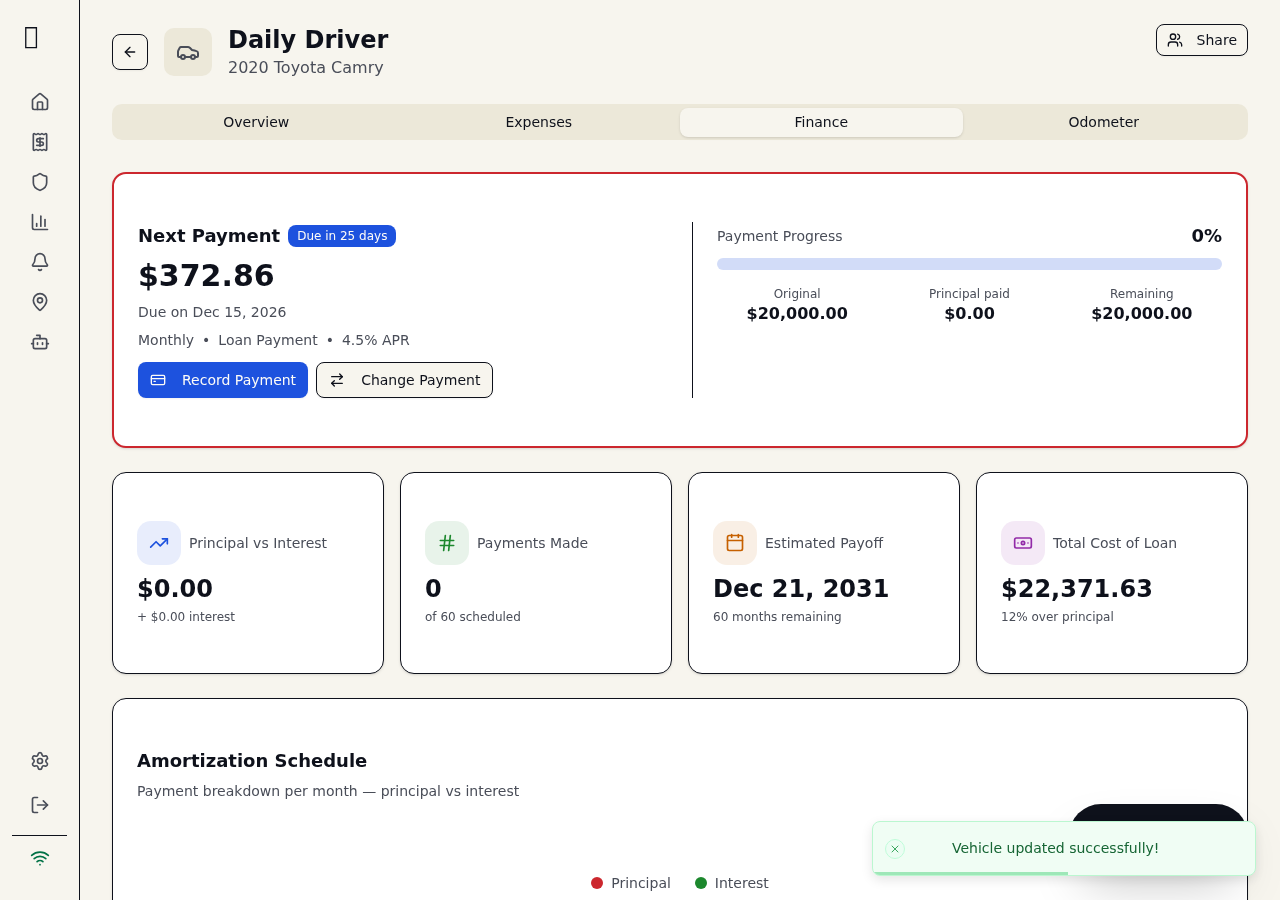 Daily Driver
2020 Toyota Camry
Share
Overview
Expenses
Finance
Odometer
Next Payment
Due in 25 days
$372.86
Due on Dec 15, 2026
Monthly • Loan Payment • 4.5% APR
Record Payment
Change Payment
Payment Progress
0%
Original
$20,000.00
Principal paid
$0.00
Remaining
$20,000.00
Principal vs Interest
$0.00
+ $0.00 interest
Payments Made
0
of 60 scheduled
Estimated Payoff
Dec 21, 2031
60 months remaining
Total Cost of Loan
$22,371.63
12% over principal
Amortization Schedule
Payment breakdown per month — principal vs interest
Principal
Interest
Vehicle updated successfully!